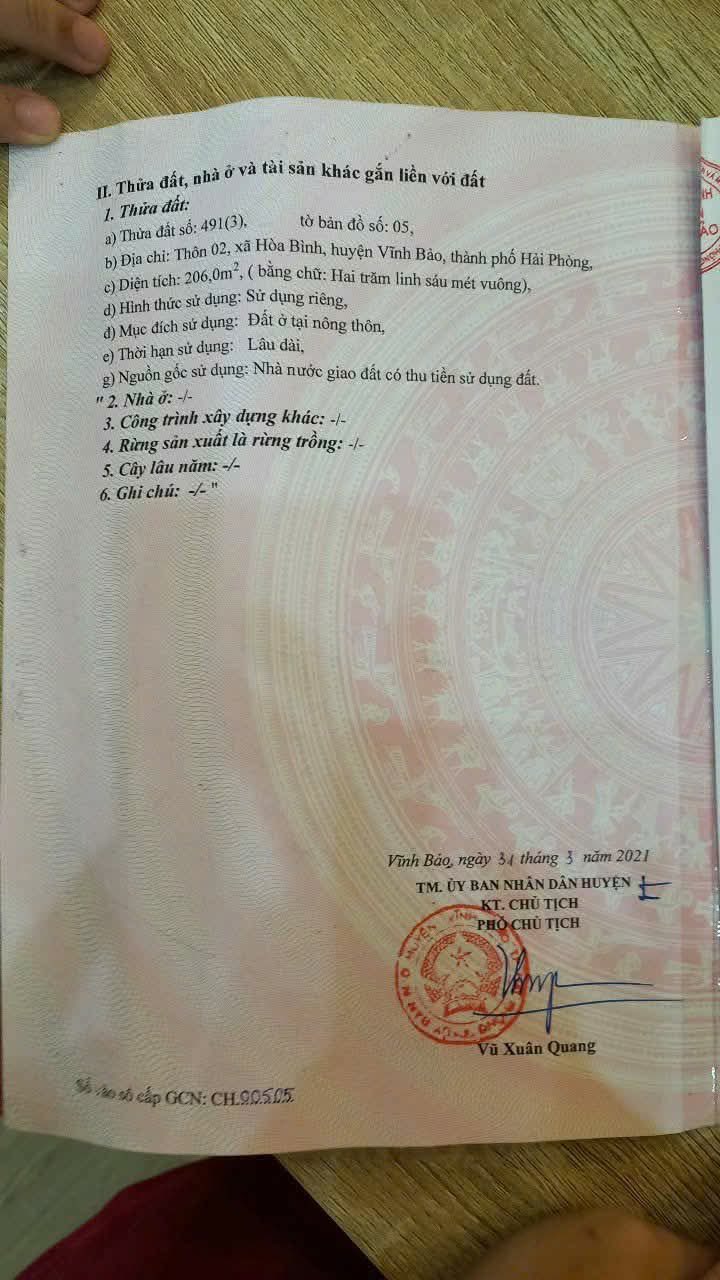 II. Thửa đất, nhà ở và tài sản khác gắn liền với đất
1. Thửa đất:
a) Thửa đất số: 491(3), tờ bản đồ số: 05,
b) Địa chỉ: Thôn 02, xã Hòa Bình, huyện Vĩnh Bảo, thành phố Hải Phòng,
c) Diện tích: 206,0m², ( bằng chữ: Hai trăm linh sáu mét vuông),
d) Hình thức sử dụng: Sử dụng riêng,
đ) Mục đích sử dụng: Đất ở tại nông thôn,
e) Thời hạn sử dụng: Lâu dài,
g) Nguồn gốc sử dụng: Nhà nước giao đất có thu tiền sử dụng đất.
" 2. Nhà ở: -/-
3. Công trình xây dựng khác: -/-
4. Rừng sản xuất là rừng trồng: -/-
5. Cây lâu năm: -/-
6. Ghi chú: -/- "
Vĩnh Bảo, ngày 31 tháng 3 năm 2021
TM. ỦY BAN NHÂN DÂN HUYỆN
KT. CHỦ TỊCH
PHÓ CHỦ TỊCH
Vũ Xuân Quang
Số vào sổ cấp GCN: CH.00505